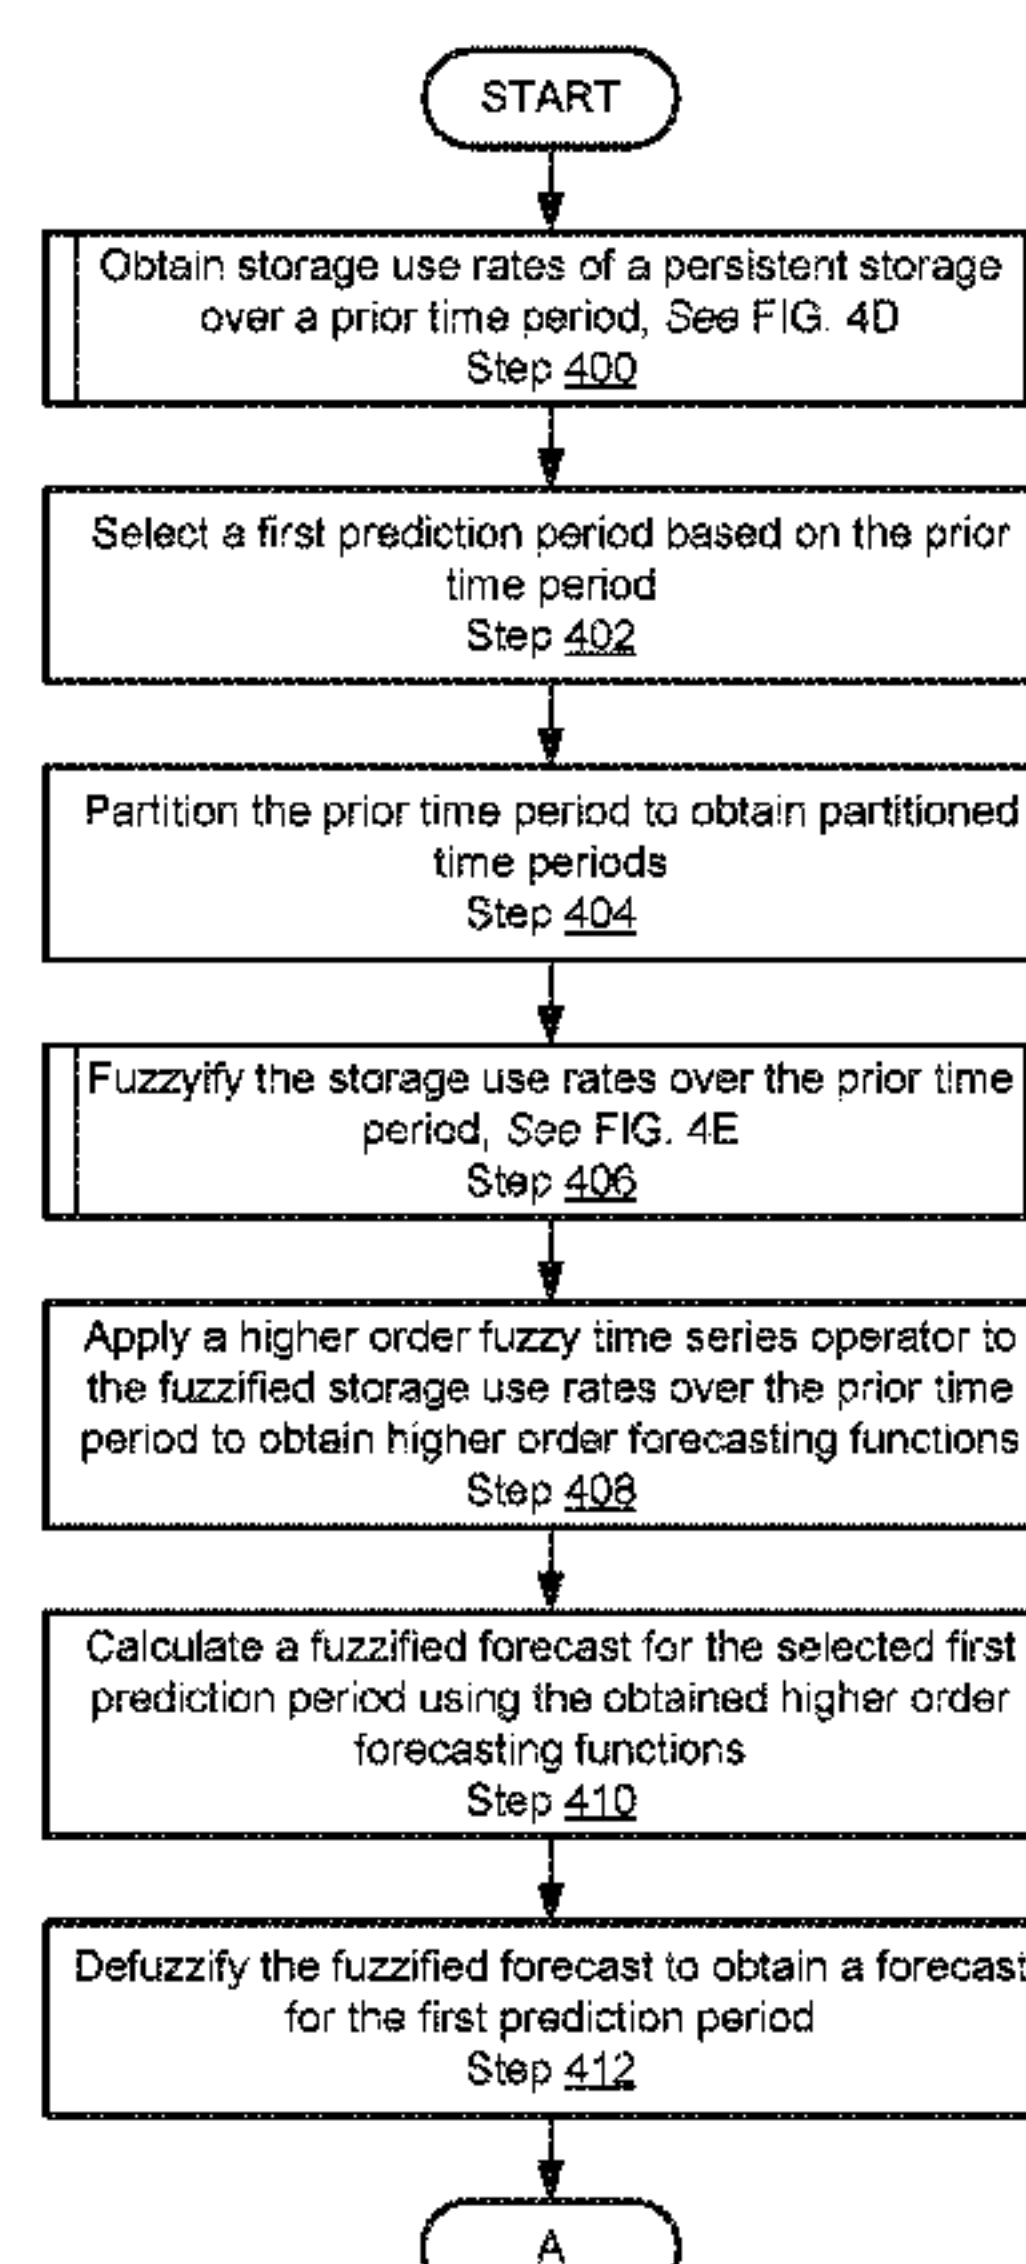 START
Obtain storage use rates of a persistent storage
over a prior time period, See FIG. 4D
Step 400
Select a first prediction period based on the prior
time period
Step 402
Partition the prior time period to obtain partitioned
time periods
Step 404
Fuzzyify the storage use rates over the prior time
period, See FIG. 4E
Step 406
Apply a higher order fuzzy time series operator to
the fuzzified storage use rates over the prior time
period to obtain higher order forecasting functions
Step 408
Calculate a fuzzified forecast for the selected first
prediction period using the obtained higher order
forecasting functions
Step 410
Defuzzify the fuzzified forecast to obtain a forecast
for the first prediction period
Step 412
A